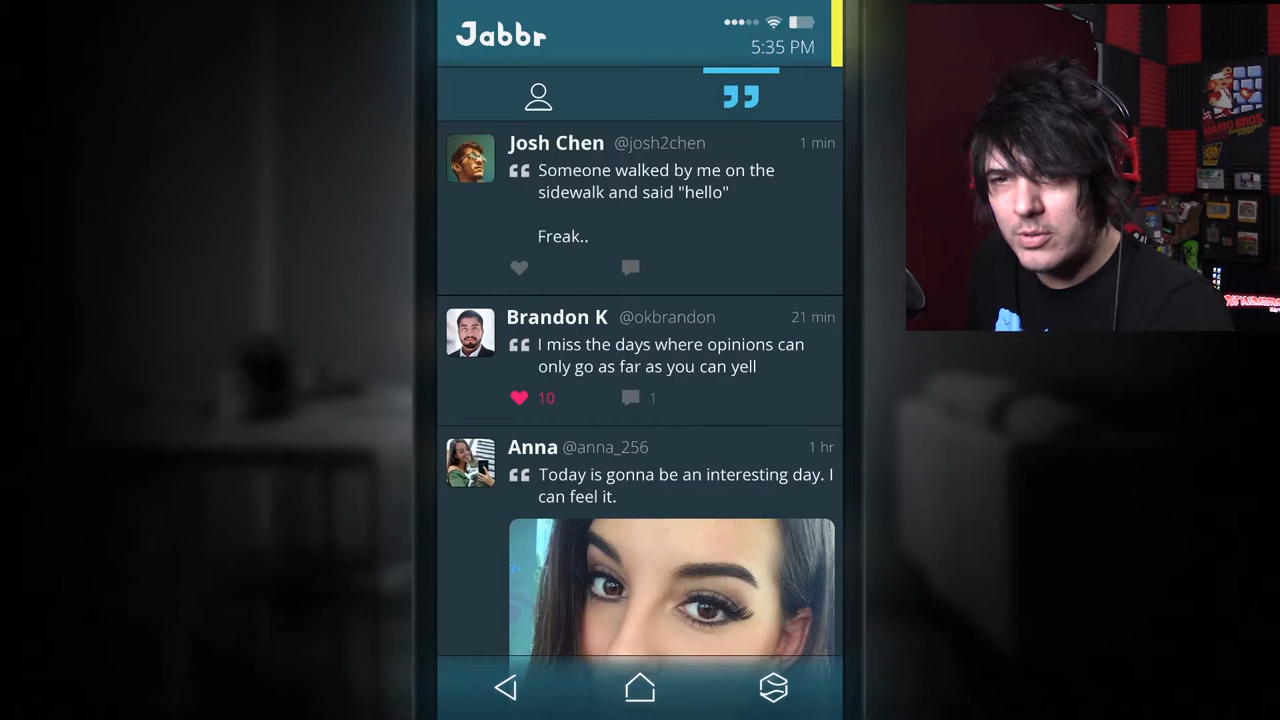 Jabbr
5:35 PM
Josh Chen @josh2chen 1 min
Someone walked by me on the
sidewalk and said "hello"
Freak..
Brandon K @okbrandon 21 min
I miss the days where opinions can
only go as far as you can yell
10 1
Anna @anna_256 1 hr
Today is gonna be an interesting day. I
can feel it.
MARIO BROS.